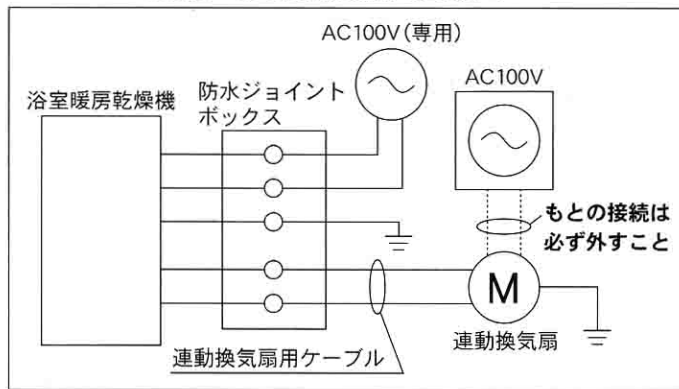 AC100V（専用）
AC100V
浴室暖房乾燥機
防水ジョイント
ボックス
もとの接続は
必ず外すこと
M
連動換気扇
連動換気扇用ケーブル